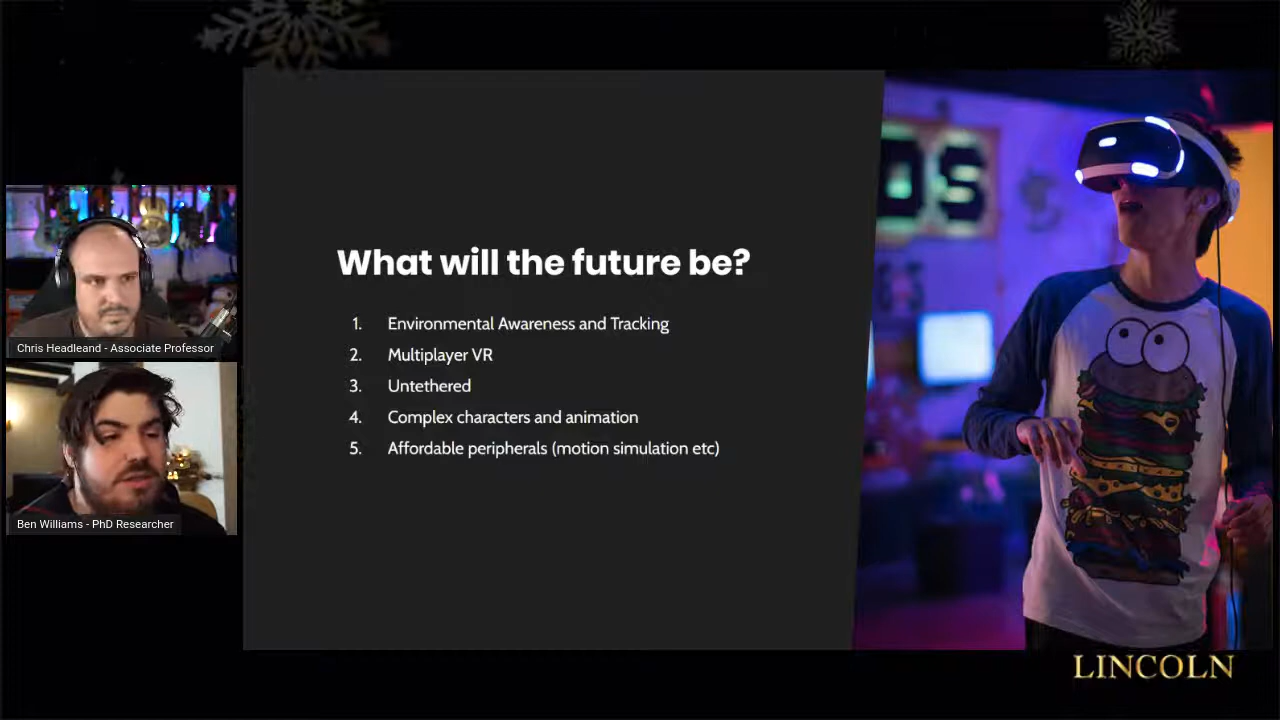 Chris Headleand - Associate Professor
Ben Williams - PhD Researcher
What will the future be?
1. Environmental Awareness and Tracking
2. Multiplayer VR
3. Untethered
4. Complex characters and animation
5. Affordable peripherals (motion simulation etc)
LINCOLN